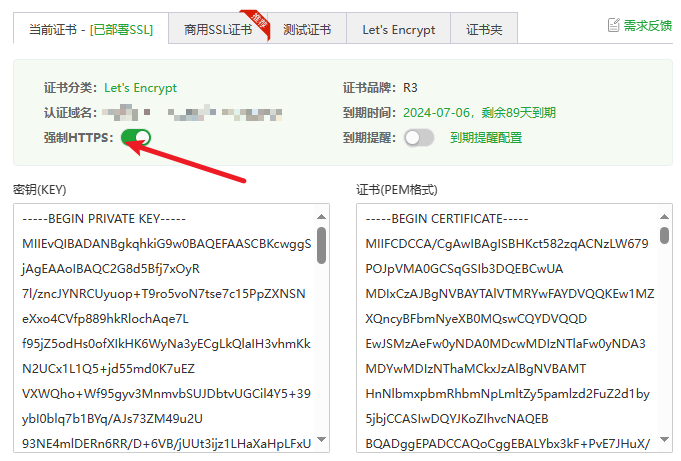 当前证书 - [已部署SSL]
商用SSL证书
推荐
测试证书
Let's Encrypt
证书夹
需求反馈
证书分类: Let's Encrypt
证书品牌: R3
认证域名:
到期时间: 2024-07-06，剩余89天到期
强制HTTPS:
到期提醒:
到期提醒配置
密钥(KEY)
证书(PEM格式)
-----BEGIN PRIVATE KEY-----
MIIEvQIBADANBgkqhkiG9w0BAQEFAASCBKcwggS
jAgEAAoIBAQC2G8d5Bfj7xOyR
7l/zncJYNRCUyuop+T9ro5voN7tse7c15PpZXNSN
eXxo4CVfp889hkRlochAqe7L
f95jZ5odHs0ofXIkHK6WyNa3yECgLkQlaIH3vhmKk
N2UCx1L1Q5+jd55md0K7uEZ
VXWQho+Wf95gyv3MnmvbSUJDbtvUGCil4Y5+39
ybI0blq7b1BYq/AJs73ZM49u2U
93NE4mlDERn6RR/D+6VB/jUUt3ijz1LHaXaHpLFxU
-----BEGIN CERTIFICATE-----
MIIFCDCCA/CgAwIBAgISBHKct582zqACNzLW679
POJpVMA0GCSqGSIb3DQEBCwUA
MDIxCzAJBgNVBAYTAlVTMRYwFAYDVQQKEw1MZ
XQncyBFbmNyeXB0MQswCQYDVQQD
EwJSMzAeFw0yNDA0MDcwMDIzNTlaFw0yNDA3
MDYwMDIzNThaMCkxJzAlBgNVBAMT
HnNlbmxpbmRhbmNpLmltZy5pamlzd2FuZ2d1by
5jbjCCASIwDQYJKoZIhvcNAQEB
BQADggEPADCCAQoCggEBALYbx3kF+PvE7JHuX/